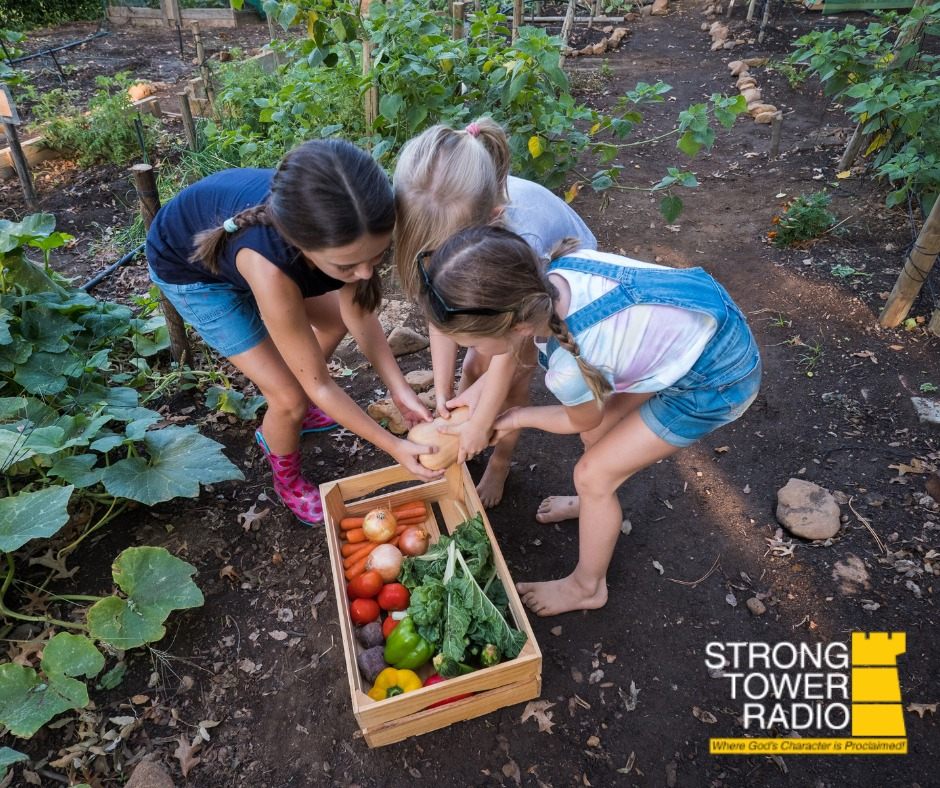 STRONG
TOWER
RADIO
Where God's Character is Proclaimed!